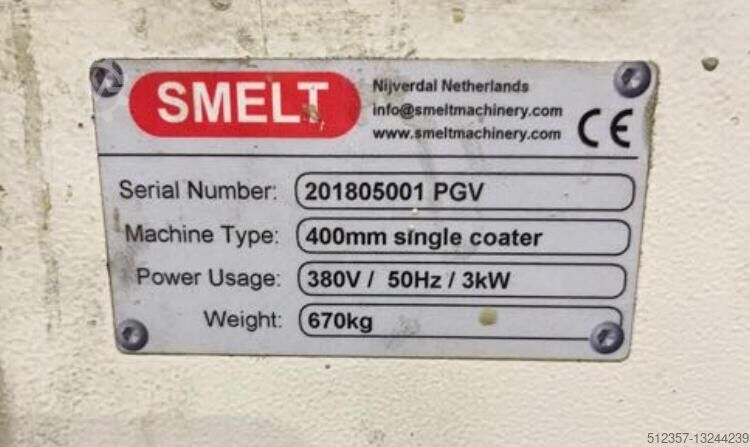 SMELT
Nijverdal Netherlands
info@smeltmachinery.com
www.smeltmachinery.com
CE
Serial Number: 201805001 PGV
Machine Type: 400mm single coater
Power Usage: 380V / 50Hz / 3kW
Weight: 670kg
512357-13244239